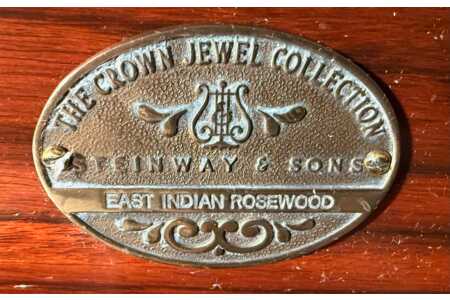 THE CROWN JEWEL COLLECTION
STEINWAY & SONS
EAST INDIAN ROSEWOOD